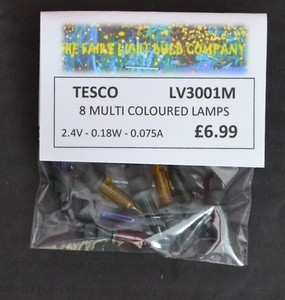 THE FAIRY LIGHT BULB COMPANY
TESCO LV3001M
8 MULTI COLOURED LAMPS
2.4V - 0.18W - 0.075A £6.99